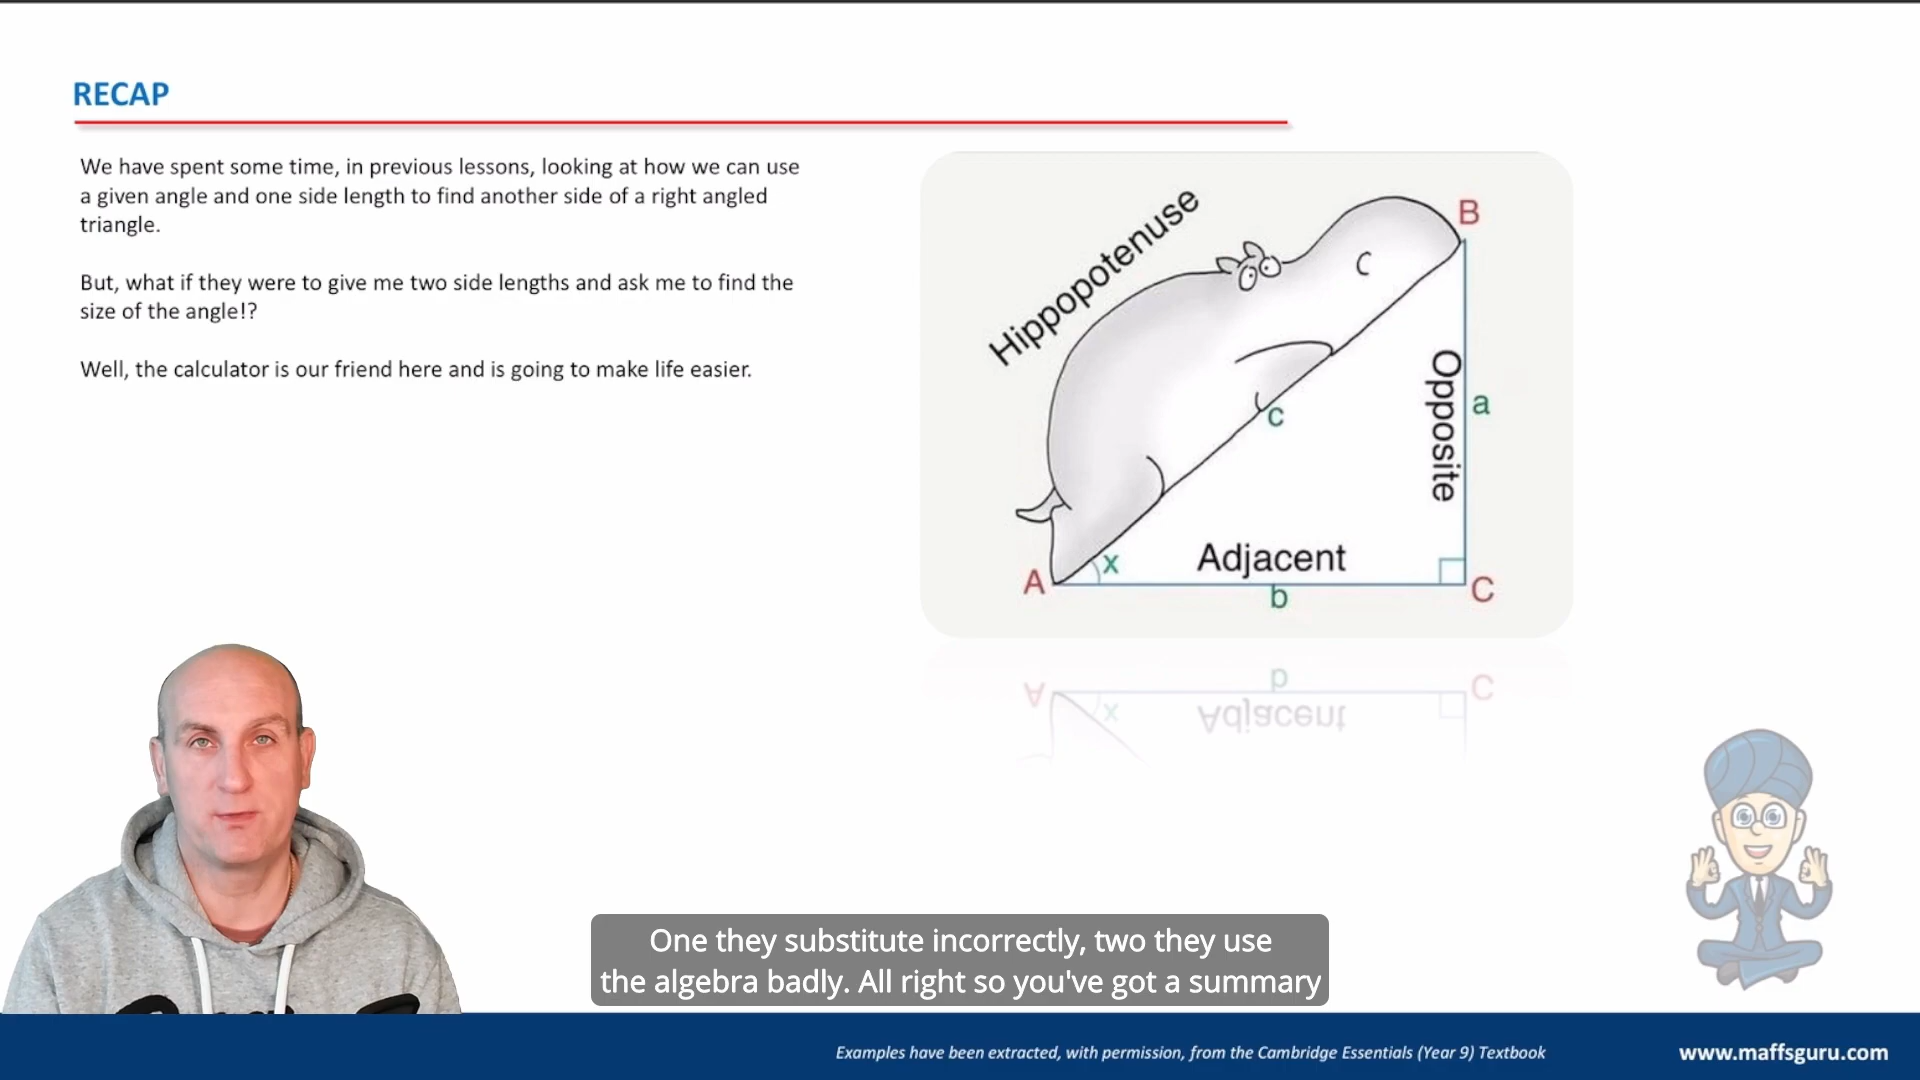 RECAP
We have spent some time, in previous lessons, looking at how we can use
a given angle and one side length to find another side of a right angled
triangle.
But, what if they were to give me two side lengths and ask me to find the
size of the angle!?
Well, the calculator is our friend here and is going to make life easier.
Hippopotenuse
B
Opposite
a
c
x
Adjacent
A
b
C
One they substitute incorrectly, two they use
the algebra badly. All right so you've got a summary
Examples have been extracted, with permission, from the Cambridge Essentials (Year 9) Textbook
www.maffsguru.com